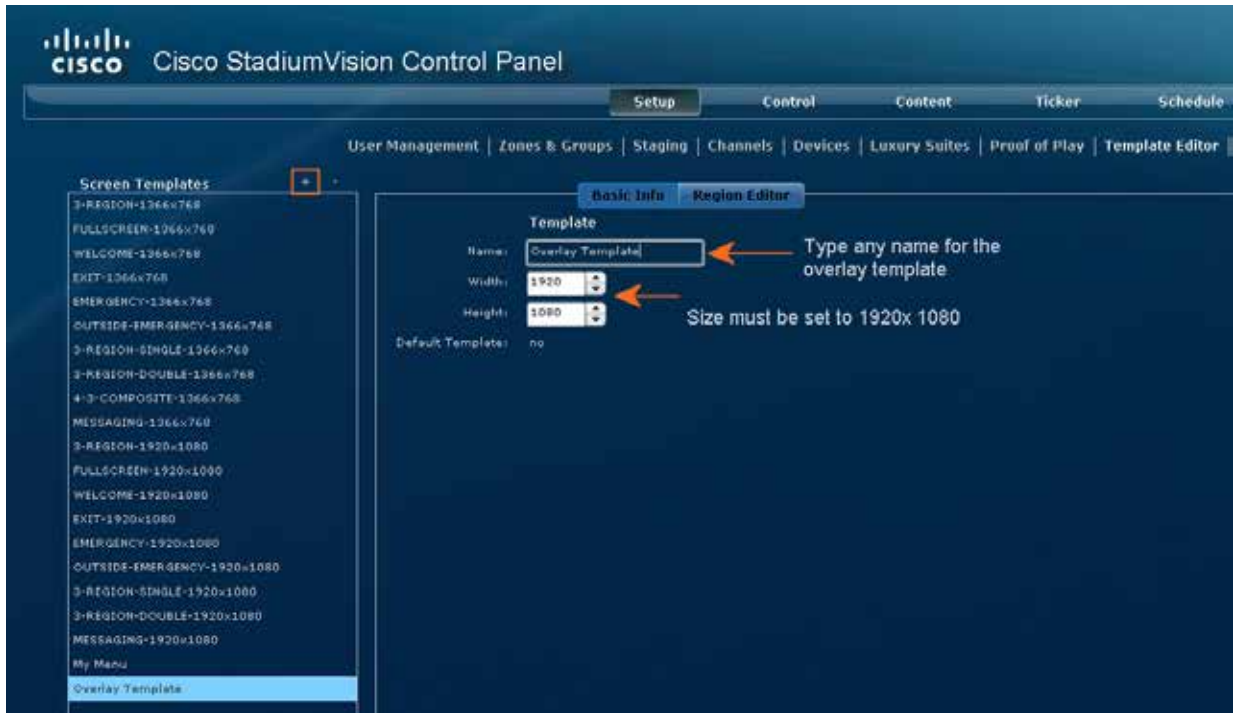 CISCO Cisco StadiumVision Control Panel
Setup Control Content Ticker Schedule
User Management | Zones & Groups | Staging | Channels | Devices | Luxury Suites | Proof of Play | Template Editor |
Screen Templates + -
Basic Info Region Editor
3-REGION-1366x768
FULLSCREEN-1366x768
WELCOME-1366x768
EXIT-1366x768
EMERGENCY-1366x768
OUTSIDE-EMERGENCY-1366x768
3-REGION-SINGLE-1366x768
3-REGION-DOUBLE-1366x768
4-3-COMPOSITE-1366x768
MESSAGING-1366x768
3-REGION-1920x1080
FULLSCREEN-1920x1080
WELCOME-1920x1080
EXIT-1920x1080
EMERGENCY-1920x1080
OUTSIDE-EMERGENCY-1920x1080
3-REGION-SINGLE-1920x1080
3-REGION-DOUBLE-1920x1080
MESSAGING-1920x1080
My Menu
Overlay Template
Template
Name: Overlay Template
Width: 1920
Height: 1080
Default Template: no
Type any name for the
overlay template
Size must be set to 1920x 1080